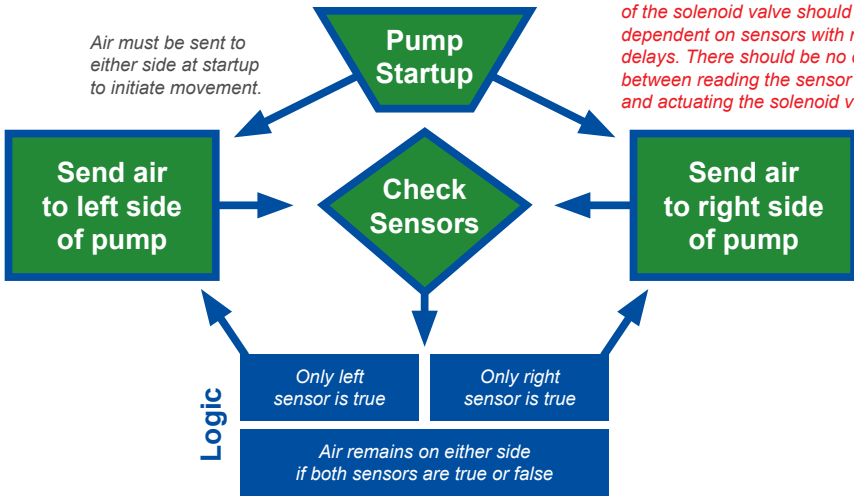 Air must be sent to
either side at startup
to initiate movement.
Pump
Startup
of the solenoid valve should
dependent on sensors with
delays. There should be no
between reading the sensor
and actuating the solenoid
Send air
to left side
of pump
Check
Sensors
Send air
to right side
of pump
Logic
Only left
sensor is true
Only right
sensor is true
Air remains on either side
if both sensors are true or false